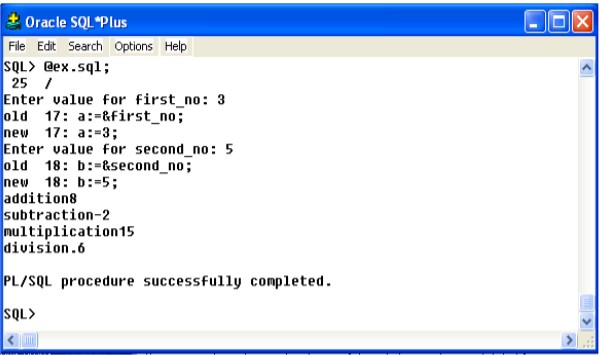 Oracle SQL*Plus
File Edit Search Options Help
SQL> @ex.sql;
25 /
Enter value for first_no: 3
old 17: a:=&first_no;
new 17: a:=3;
Enter value for second_no: 5
old 18: b:=&second_no;
new 18: b:=5;
addition8
subtraction-2
multiplication15
division.6
PL/SQL procedure successfully completed.
SQL>